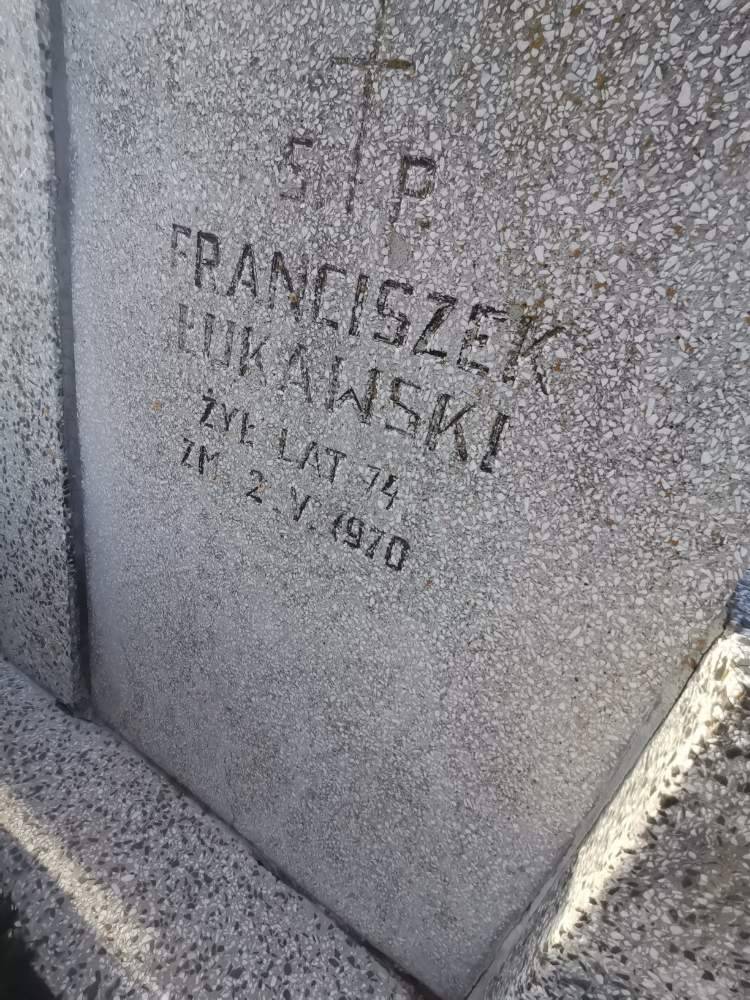 Ś P.
FRANCISZEK
ŁUKAWSKI
ŻYŁ LAT 74
ZM. 2.V.1970